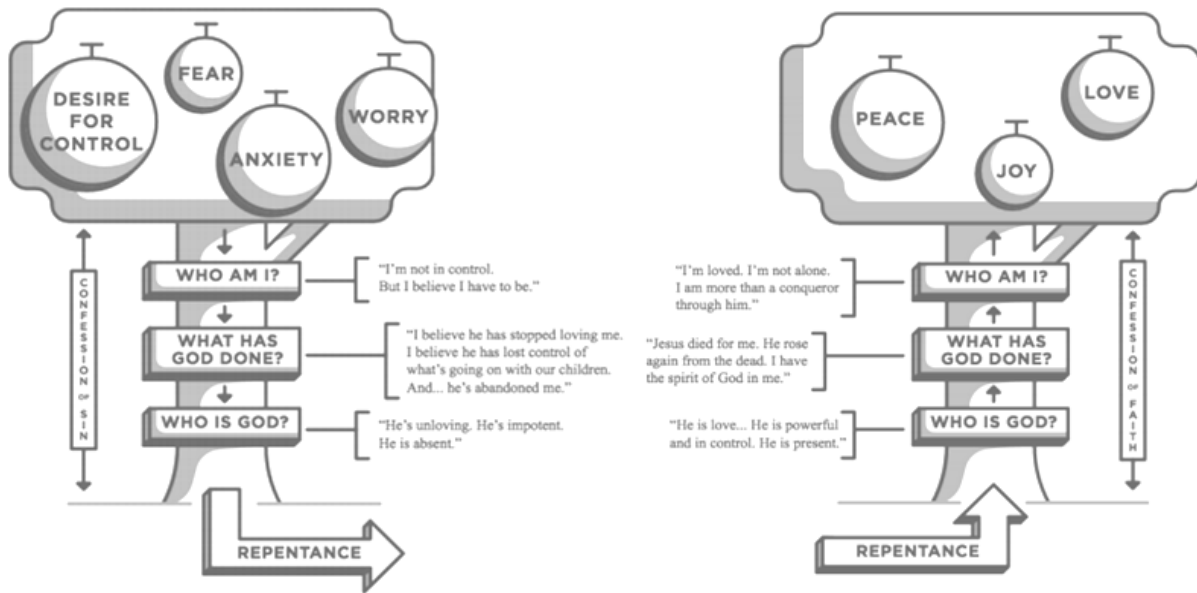 DESIRE
FOR
CONTROL
FEAR
ANXIETY
WORRY
CONFESSION OF SIN
WHO AM I?
“I’m not in control.
But I believe I have to be.”
WHAT HAS
GOD DONE?
“I believe he has stopped loving me.
I believe he has lost control of
what’s going on with our children.
And... he’s abandoned me.”
WHO IS GOD?
“He’s unloving. He’s impotent.
He is absent.”
REPENTANCE
PEACE
JOY
LOVE
“I’m loved. I’m not alone.
I am more than a conqueror
through him.”
WHO AM I?
“Jesus died for me. He rose
again from the dead. I have
the spirit of God in me.”
WHAT HAS
GOD DONE?
“He is love... He is powerful
and in control. He is present.”
WHO IS GOD?
CONFESSION OF FAITH
REPENTANCE